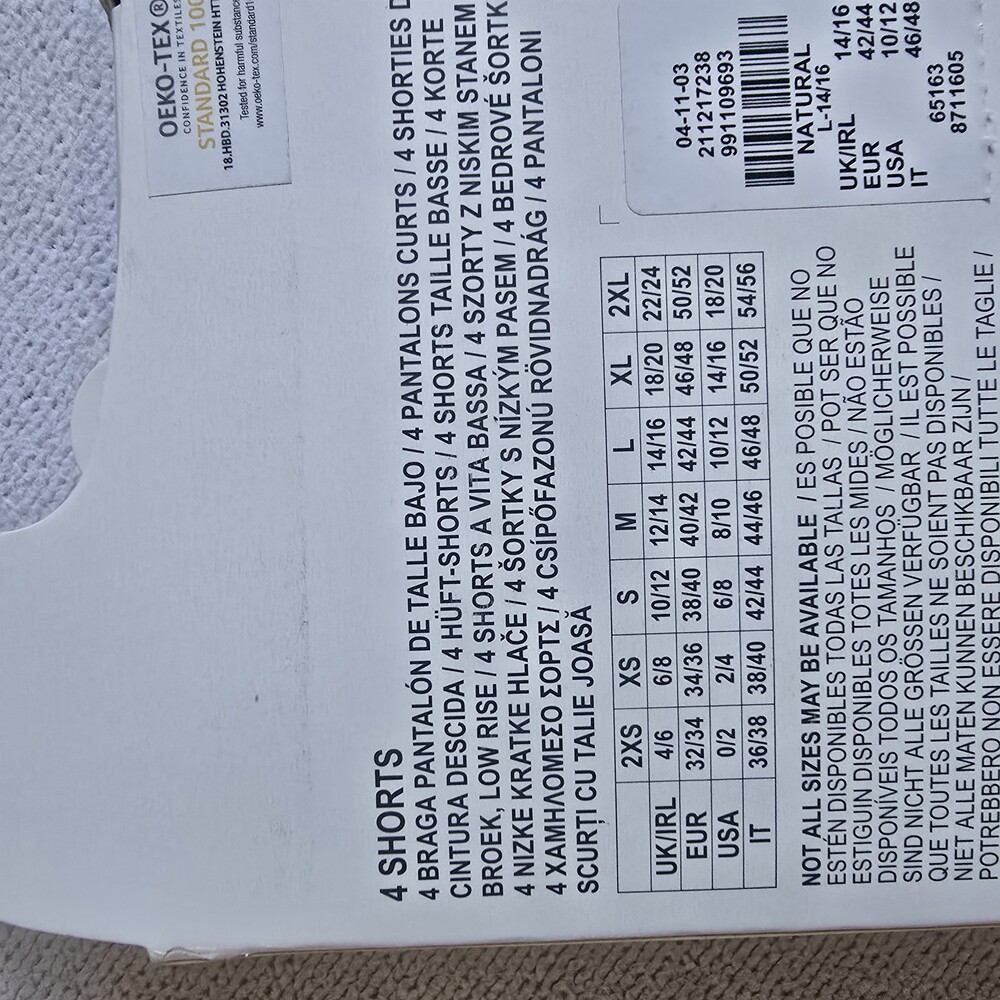 OEKO-TEX®
CONFIDENCE IN TEXTILES
STANDARD 100
18.HBD.31302 HOHENSTEIN HT
Tested for harmful substance
www.oeko-tex.com/standard1
4 SHORTS
4 BRAGA PANTALÓN DE TALLE BAJO / 4 PANTALONS CURTS / 4 SHORTIES D
CINTURA DESCIDA / 4 HÜFT-SHORTS / 4 SHORTS TAILLE BASSE / 4 KORTE
BROEK, LOW RISE / 4 SHORTS A VITA BASSA / 4 SZORTY Z NISKIM STANEM
4 NIZKE KRATKE HLAČE / 4 ŠORTKY S NÍZKÝM PASEM / 4 BEDROVÉ ŠORTK
4 ΧΑΜΗΛΟΜΕΣΟ ΣΟΡΤΣ / 4 CSÍPŐFAZONÚ RÖVIDNADRÁG / 4 PANTALONI
SCURȚI CU TALIE JOASĂ
2XS XS S M L XL 2XL
UK/IRL 4/6 6/8 10/12 12/14 14/16 18/20 22/24
EUR 32/34 34/36 38/40 40/42 42/44 46/48 50/52
USA 0/2 2/4 6/8 8/10 10/12 14/16 18/20
IT 36/38 38/40 42/44 44/46 46/48 50/52 54/56
04-11-03
211217238
991109693
NATURAL
L-14/16
UK/IRL 14/16
EUR 42/44
USA 10/12
IT 46/48
65163
8711605
NOT ALL SIZES MAY BE AVAILABLE / ES POSIBLE QUE NO
ESTÉN DISPONIBLES TODAS LAS TALLAS / POT SER QUE NO
ESTIGUIN DISPONIBLES TOTES LES MIDES / NÃO ESTÃO
DISPONÍVEIS TODOS OS TAMANHOS / MÖGLICHERWEISE
SIND NICHT ALLE GRÖSSEN VERFÜGBAR / IL EST POSSIBLE
QUE TOUTES LES TAILLES NE SOIENT PAS DISPONIBLES /
NIET ALLE MATEN KUNNEN BESCHIKBAAR ZIJN /
POTREBBERO NON ESSERE DISPONIBILI TUTTE LE TAGLIE /